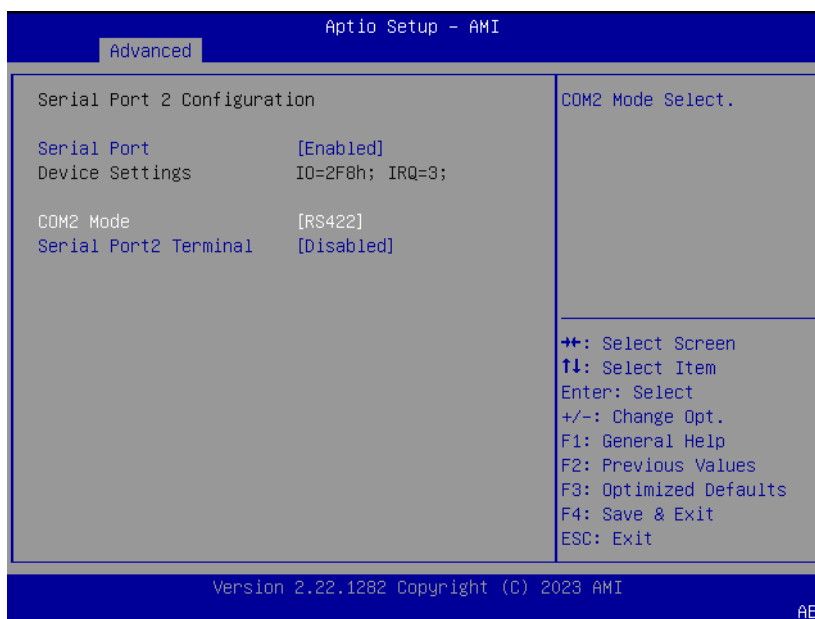 Aptio Setup – AMI
Advanced
Serial Port 2 Configuration
COM2 Mode Select.
Serial Port [Enabled]
Device Settings IO=2F8h; IRQ=3;
COM2 Mode [RS422]
Serial Port2 Terminal [Disabled]
→←: Select Screen
↑↓: Select Item
Enter: Select
+/-: Change Opt.
F1: General Help
F2: Previous Values
F3: Optimized Defaults
F4: Save & Exit
ESC: Exit
Version 2.22.1282 Copyright (C) 2023 AMI
AB